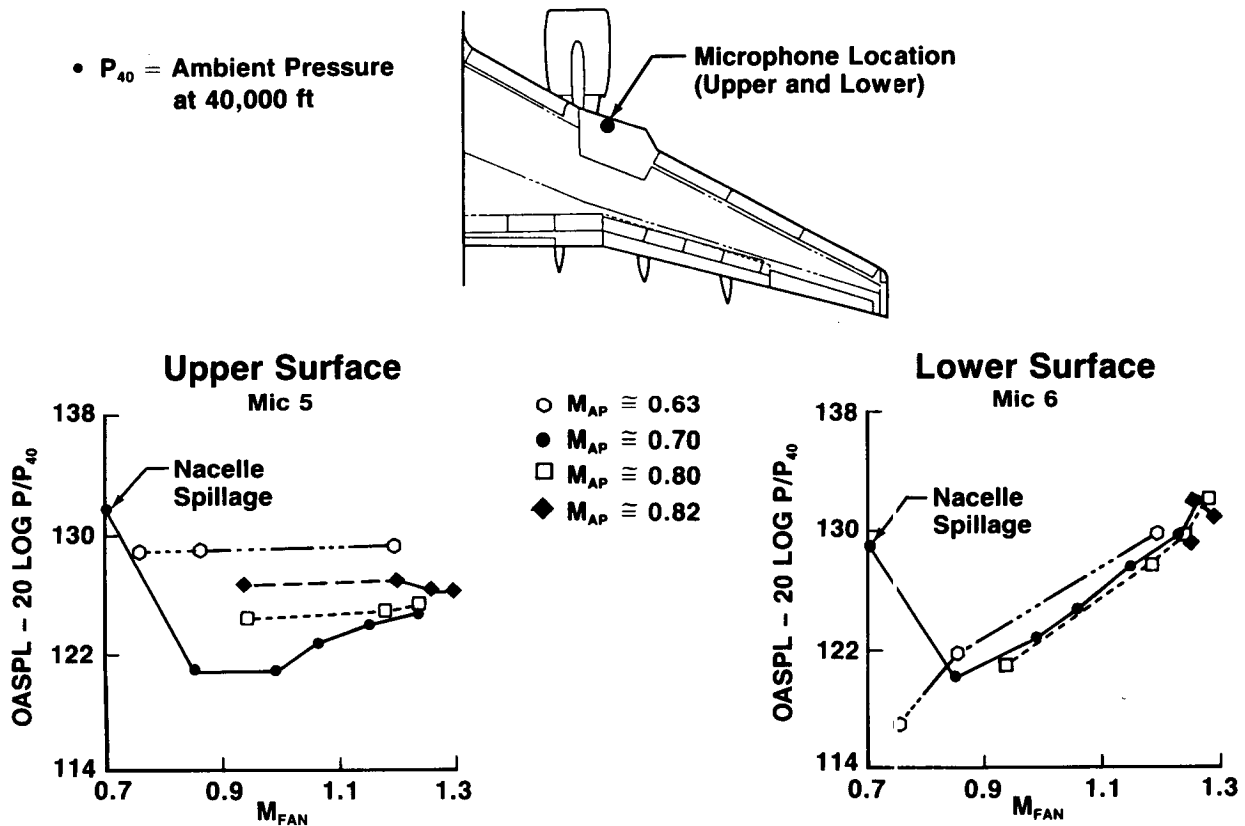 • P₄₀ = Ambient Pressure
at 40,000 ft
Microphone Location
(Upper and Lower)
Upper Surface
Mic 5
138
130
122
114
OASPL – 20 LOG P/P₄₀
Nacelle
Spillage
0.7
0.9
1.1
1.3
M_FAN
M_AP ≅ 0.63
M_AP ≅ 0.70
M_AP ≅ 0.80
M_AP ≅ 0.82
Lower Surface
Mic 6
138
130
122
114
OASPL – 20 LOG P/P₄₀
Nacelle
Spillage
0.7
0.9
1.1
1.3
M_FAN